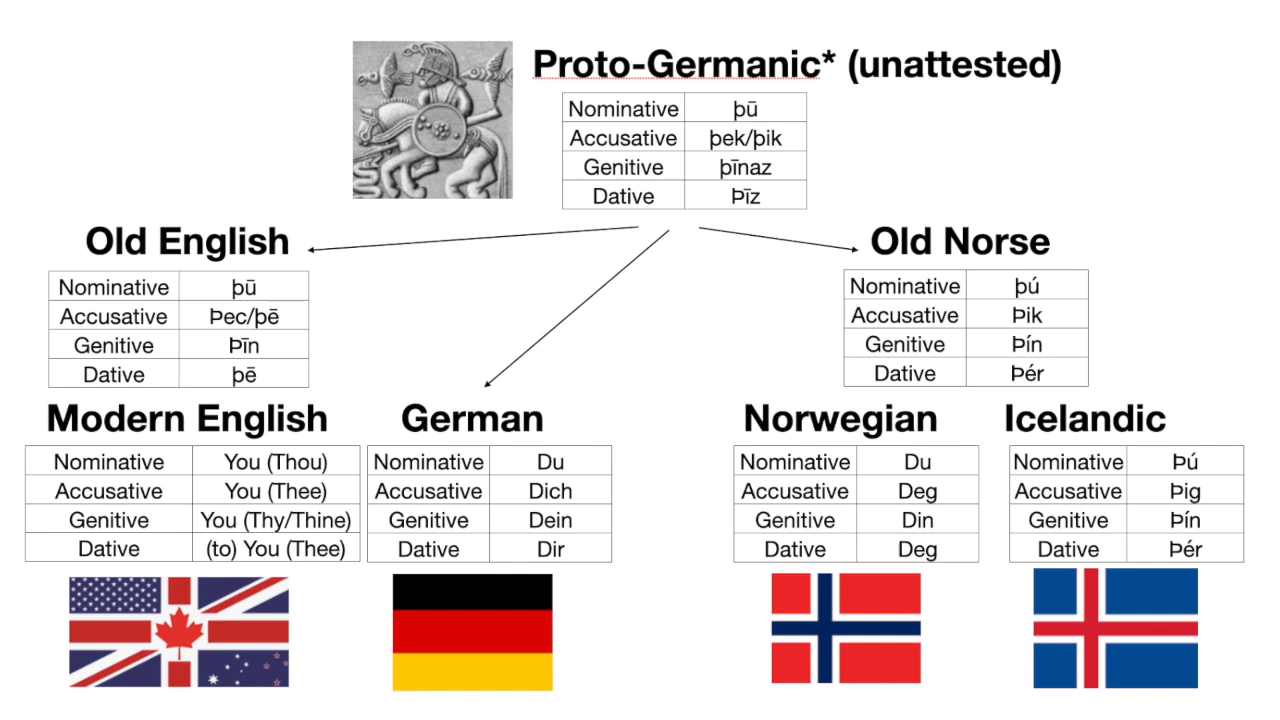 Proto-Germanic* (unattested)
Nominative þū
Accusative þek/þik
Genitive þīnaz
Dative Þīz
Old English
Nominative þū
Accusative Þec/þē
Genitive Þīn
Dative þē
Old Norse
Nominative þú
Accusative Þik
Genitive Þín
Dative Þér
Modern English
Nominative You (Thou)
Accusative You (Thee)
Genitive You (Thy/Thine)
Dative (to) You (Thee)
German
Nominative Du
Accusative Dich
Genitive Dein
Dative Dir
Norwegian
Nominative Du
Accusative Deg
Genitive Din
Dative Deg
Icelandic
Nominative Þú
Accusative Þig
Genitive Þín
Dative Þér